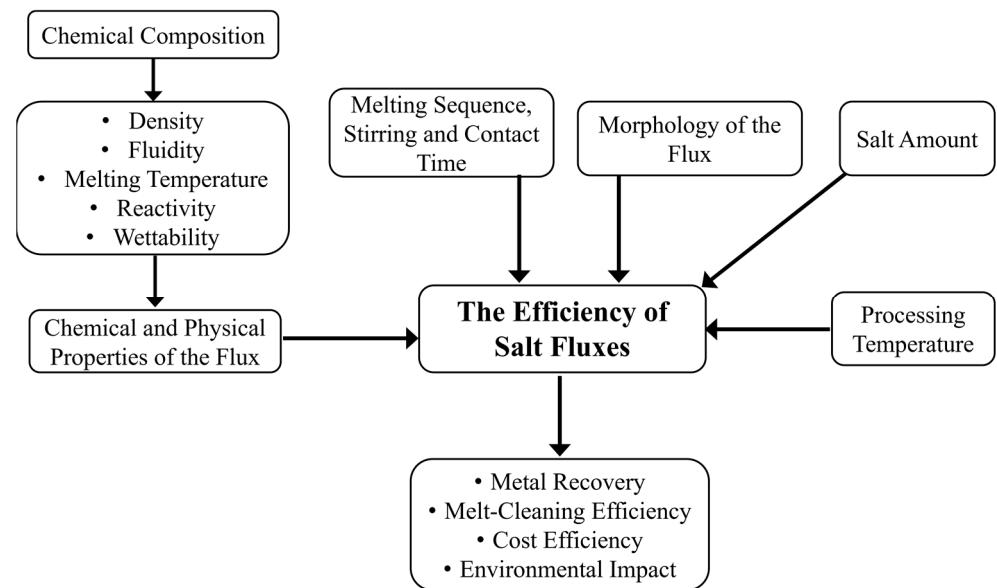 Chemical Composition
• Density
• Fluidity
• Melting Temperature
• Reactivity
• Wettability
Chemical and Physical
Properties of the Flux
Melting Sequence,
Stirring and Contact
Time
Morphology of the
Flux
Salt Amount
The Efficiency of
Salt Fluxes
Processing
Temperature
• Metal Recovery
• Melt-Cleaning Efficiency
• Cost Efficiency
• Environmental Impact